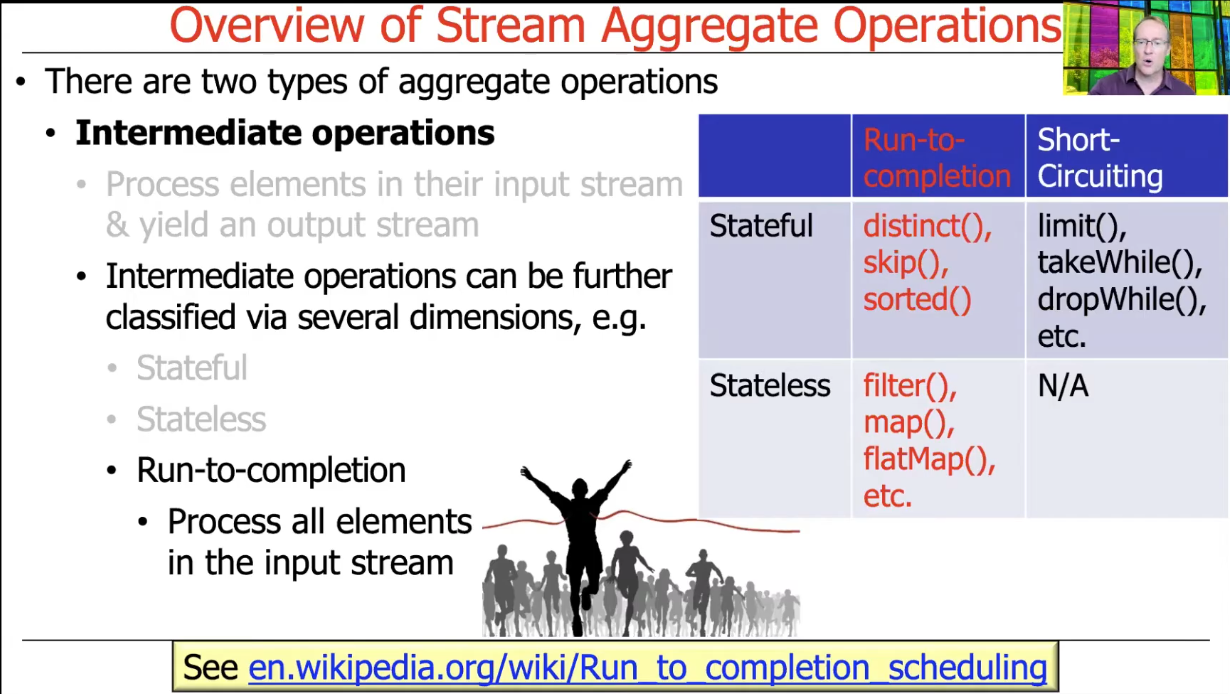 Overview of Stream Aggregate Operations
• There are two types of aggregate operations
• Intermediate operations
• Process elements in their input stream
& yield an output stream
• Intermediate operations can be further
classified via several dimensions, e.g.
• Stateful
• Stateless
• Run-to-completion
• Process all elements
in the input stream
Run-to-
completion
Short-
Circuiting
Stateful
distinct(),
skip(),
sorted()
limit(),
takeWhile(),
dropWhile(),
etc.
Stateless
filter(),
map(),
flatMap(),
etc.
N/A
See en.wikipedia.org/wiki/Run_to_completion_scheduling